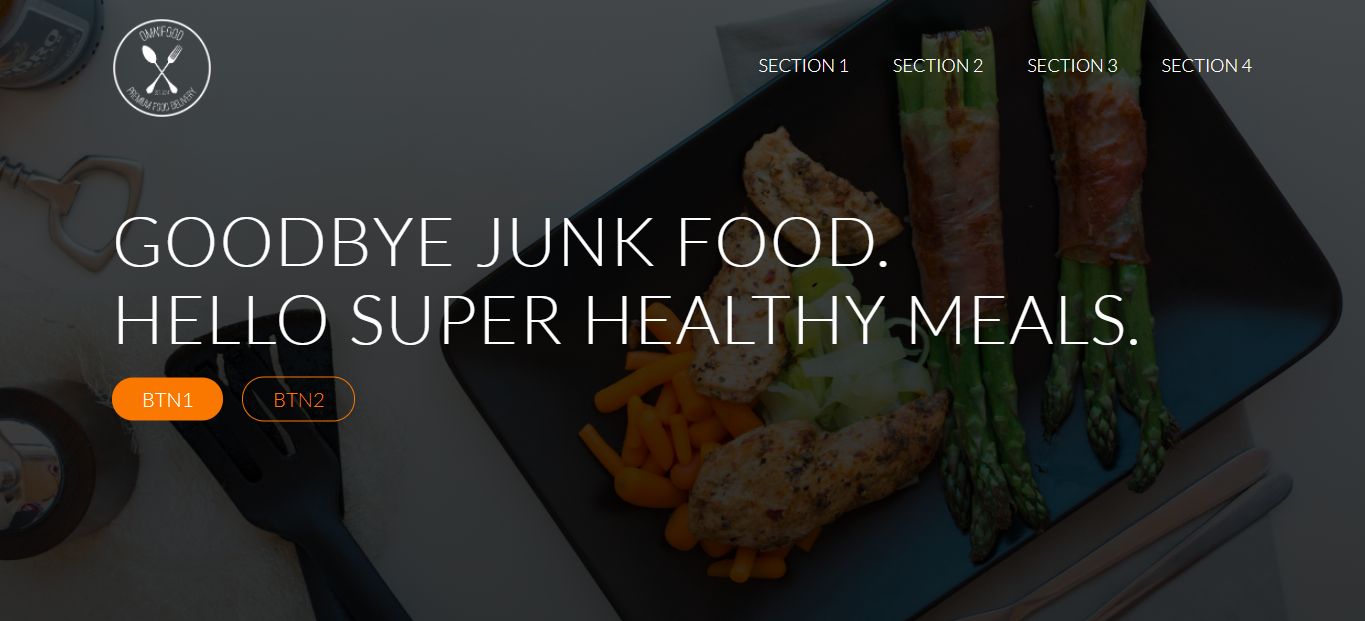 OMNIFOOD
PREMIUM FOOD DELIVERY
SECTION 1 SECTION 2 SECTION 3 SECTION 4
GOODBYE JUNK FOOD.
HELLO SUPER HEALTHY MEALS.
BTN1 BTN2